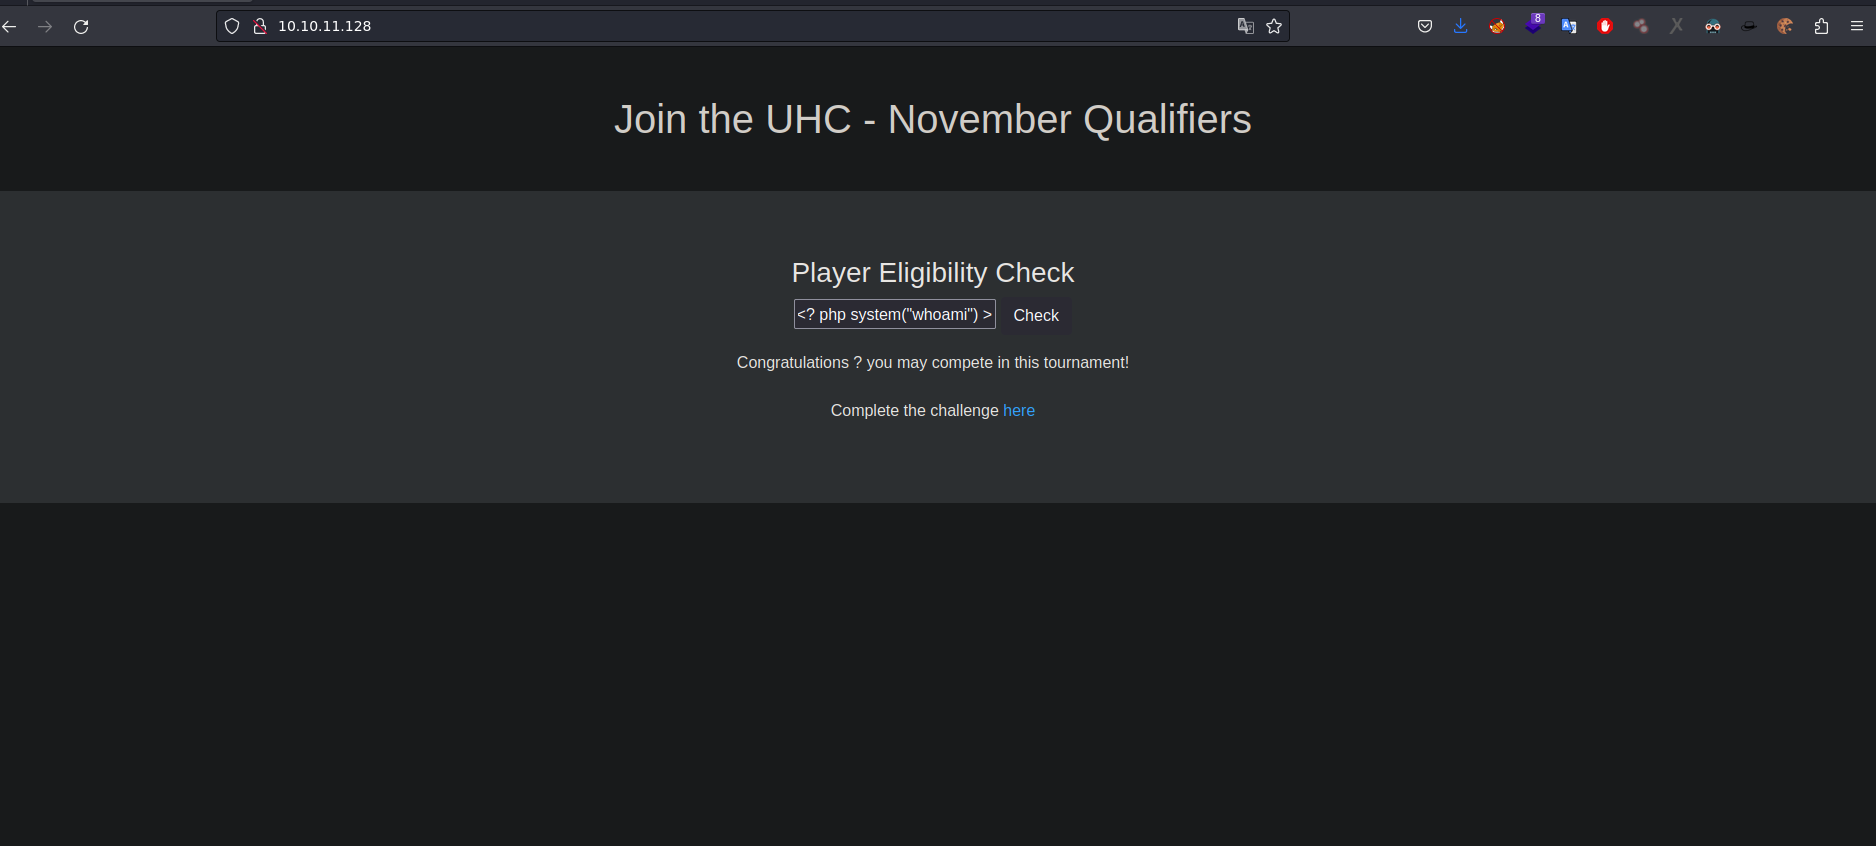 10.10.11.128
8
Join the UHC - November Qualifiers
Player Eligibility Check
<? php system("whoami") >
Check
Congratulations ? you may compete in this tournament!
Complete the challenge here